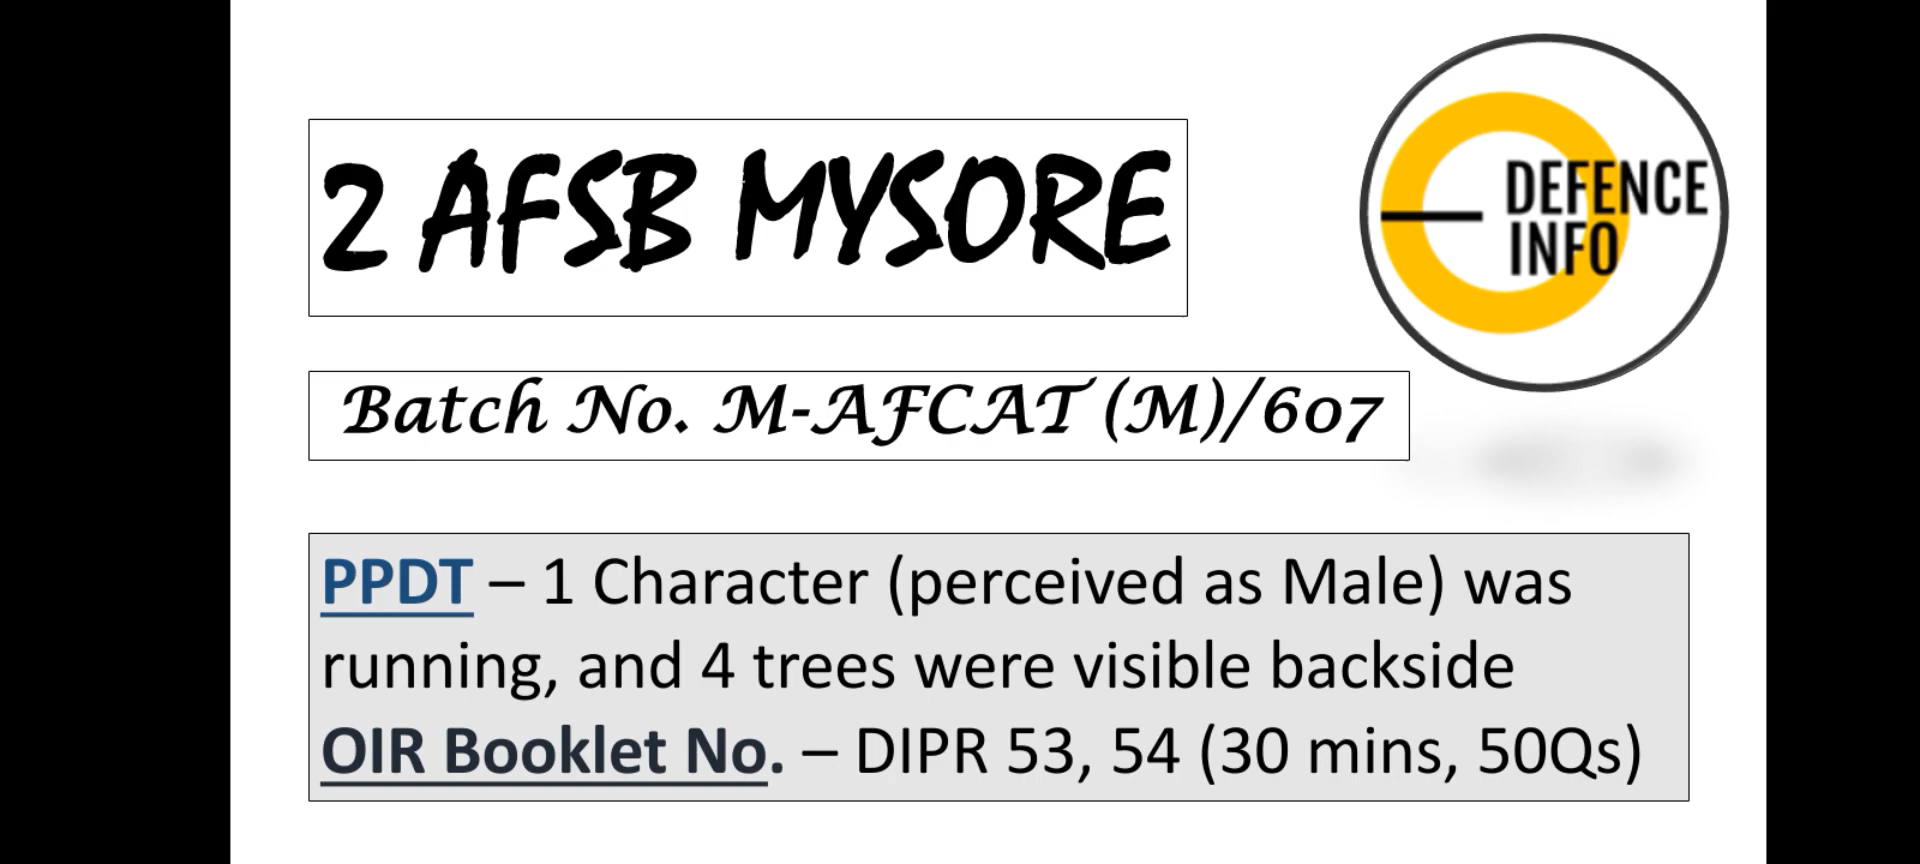 2 AFSB MYSORE
DEFENCE
INFO
Batch No. M-AFCAT (M)/607
PPDT – 1 Character (perceived as Male) was
running, and 4 trees were visible backside
OIR Booklet No. – DIPR 53, 54 (30 mins, 50Qs)